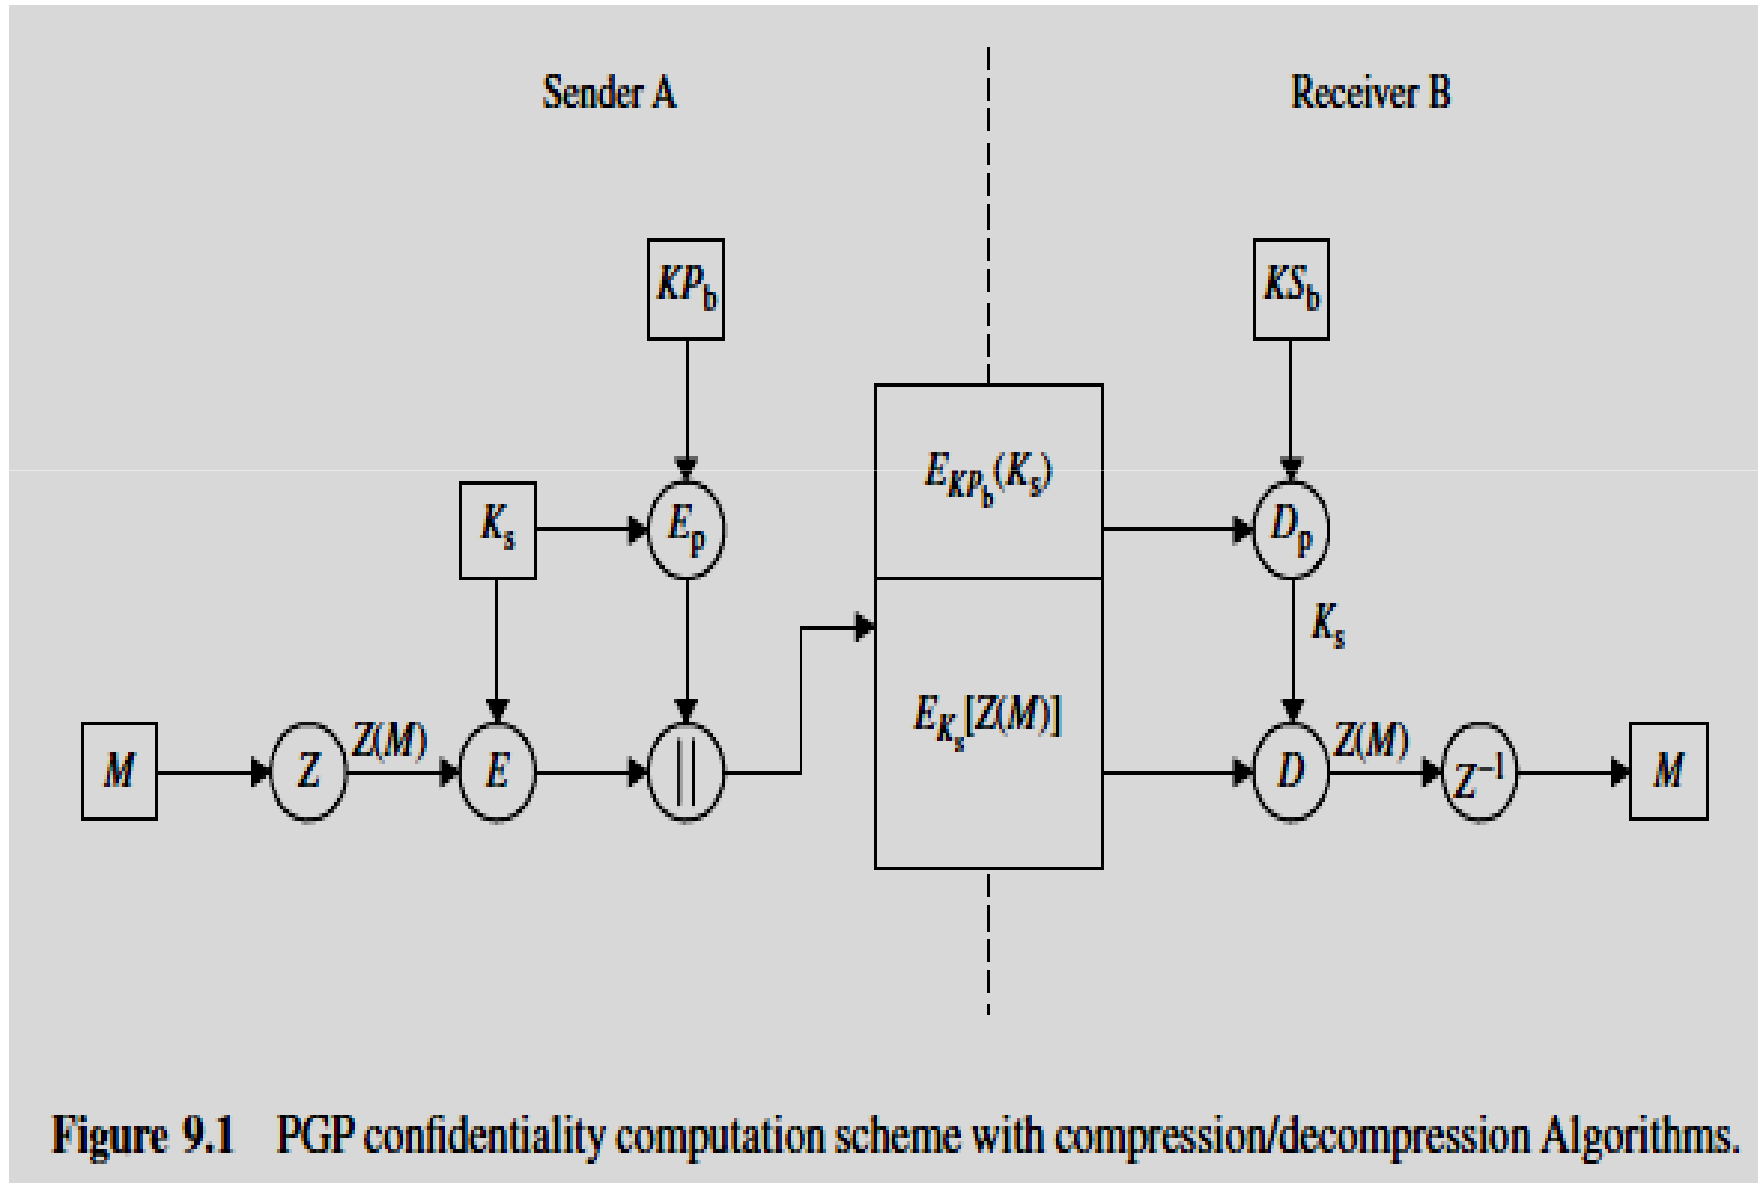 Sender A
Receiver B
KPb
KSb
EKPb(Ks)
Ks
Ep
Dp
Ks
EKs[Z(M)]
M
Z
Z(M)
E
||
D
Z(M)
Z−1
M
Figure 9.1 PGP confidentiality computation scheme with compression/decompression Algorithms.